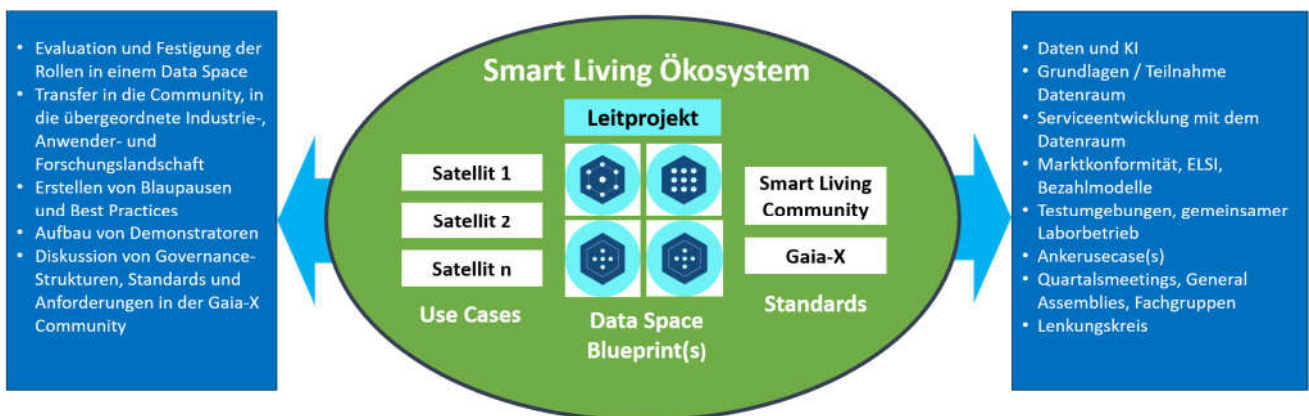 • Evaluation und Festigung der
Rollen in einem Data Space
• Transfer in die Community, in
die übergeordnete Industrie-,
Anwender- und
Forschungslandschaft
• Erstellen von Blaupausen
und Best Practices
• Aufbau von Demonstratoren
• Diskussion von Governance-
Strukturen, Standards und
Anforderungen in der Gaia-X
Community
Smart Living Ökosystem
Leitprojekt
Satellit 1
Satellit 2
Satellit n
Use Cases
Data Space
Blueprint(s)
Smart Living
Community
Gaia-X
Standards
• Daten und KI
• Grundlagen / Teilnahme
Datenraum
• Serviceentwicklung mit dem
Datenraum
• Marktkonformität, ELSI,
Bezahlmodelle
• Testumgebungen, gemeinsamer
Laborbetrieb
• Ankerusecase(s)
• Quartalsmeetings, General
Assemblies, Fachgruppen
• Lenkungskreis